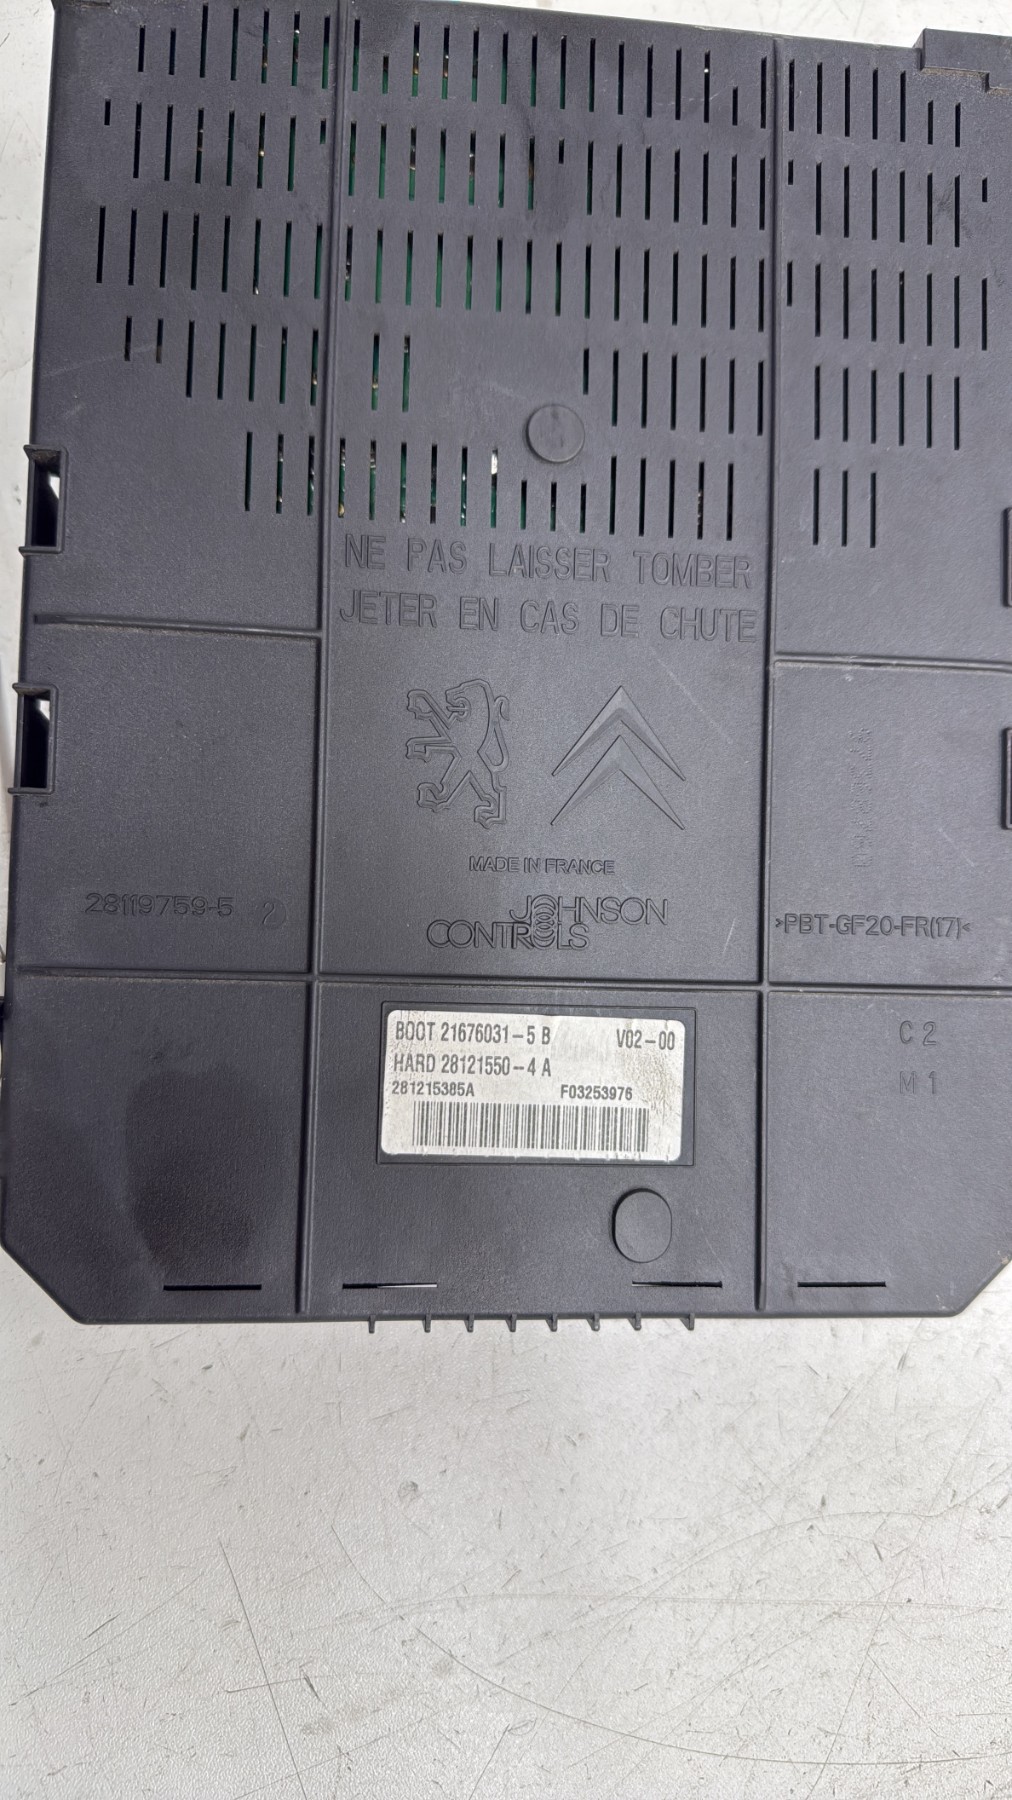 NE PAS LAISSER TOMBER
JETER EN CAS DE CHUTE
MADE IN FRANCE
JOHNSON
CONTROLS
28119759-5 2
>PBT-GF20-FR(17)<
C 2
M 1
BOOT 21676031-5 B V02-00
HARD 28121550-4 A
281215385A F03253976